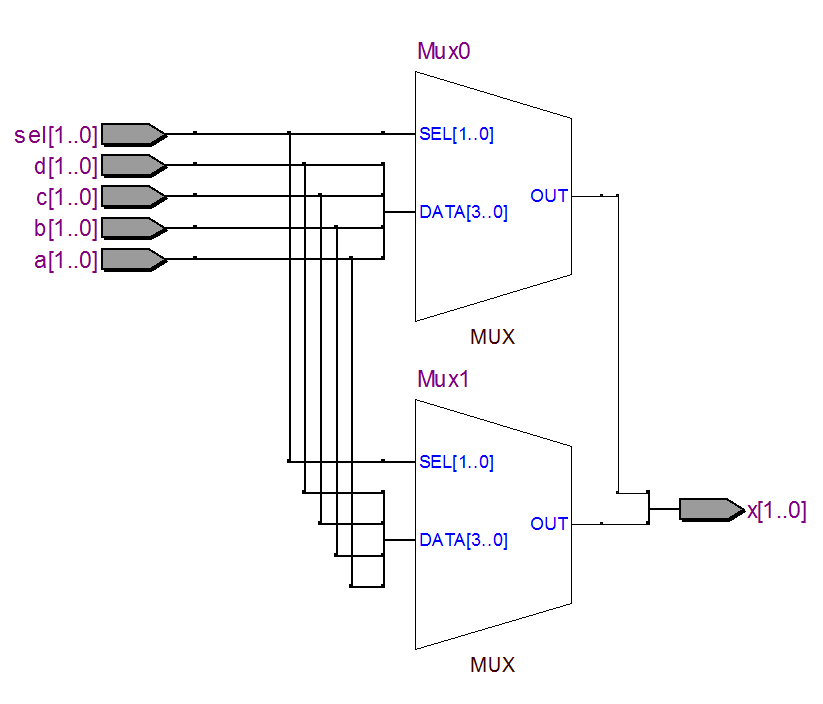 Mux0
sel[1..0]
SEL[1..0]
d[1..0]
c[1..0]
OUT
DATA[3..0]
b[1..0]
a[1..0]
MUX
Mux1
SEL[1..0]
x[1..0]
OUT
DATA[3..0]
MUX